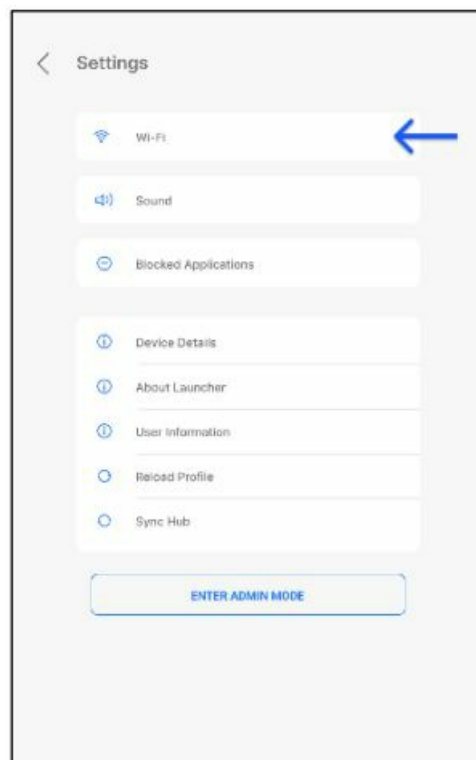 Settings
Wi-Fi
Sound
Blocked Applications
Device Details
About Launcher
User Information
Reload Profile
Sync Hub
ENTER ADMIN MODE